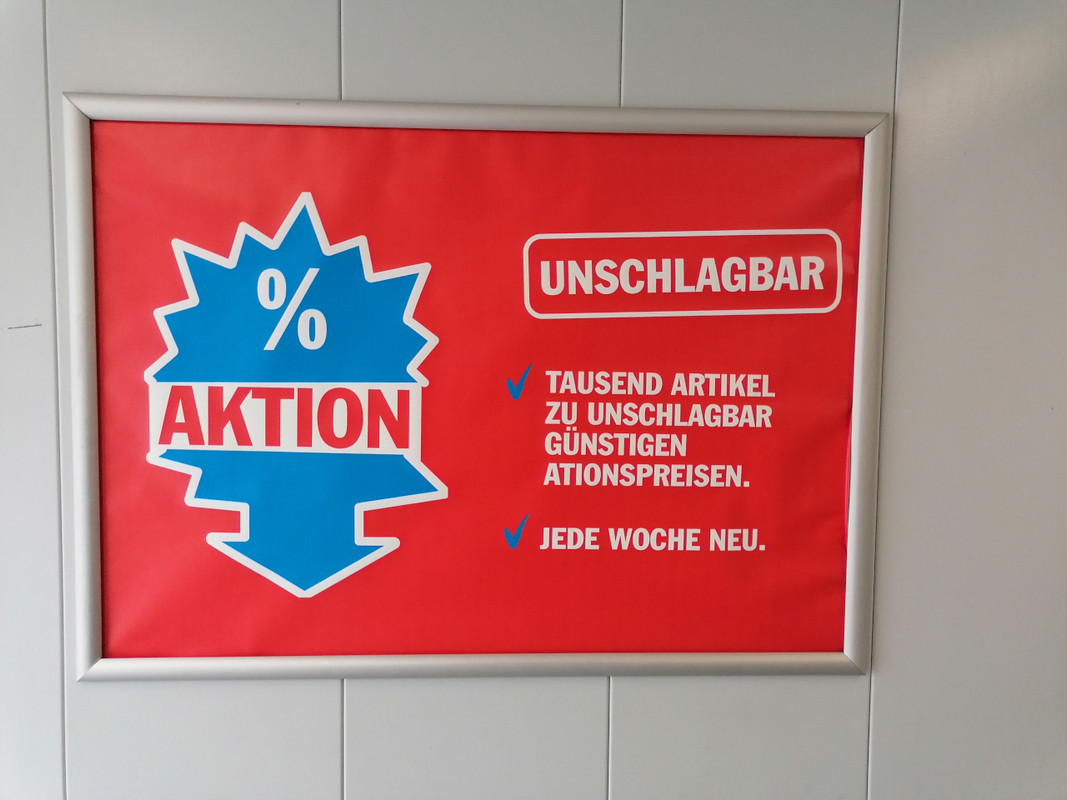 %
AKTION
UNSCHLAGBAR
TAUSEND ARTIKEL
ZU UNSCHLAGBAR
GÜNSTIGEN
ATIONSPREISEN.
JEDE WOCHE NEU.